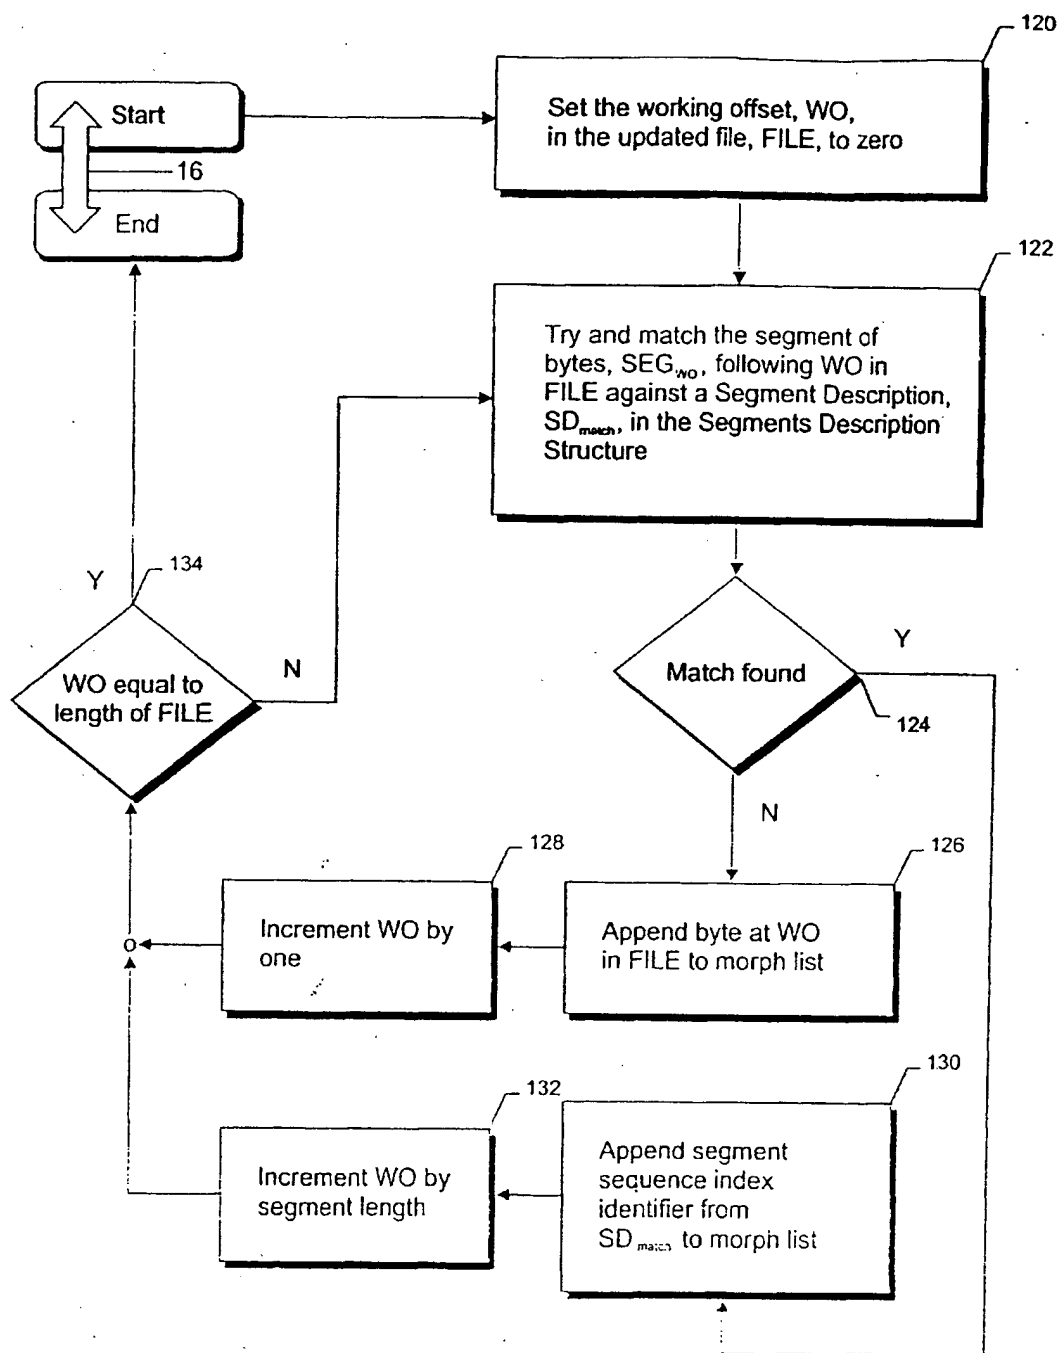 120
Start
Set the working offset, WO,
in the updated file, FILE, to zero
16
End
122
Try and match the segment of
bytes, SEG_WO, following WO in
FILE against a Segment Description,
SD_match, in the Segments Description
Structure
134
Y
N
WO equal to
length of FILE
Match found
Y
124
N
128
126
Increment WO by
one
Append byte at WO
in FILE to morph list
o
130
132
Append segment
sequence index
identifier from
SD_match to morph list
Increment WO by
segment length